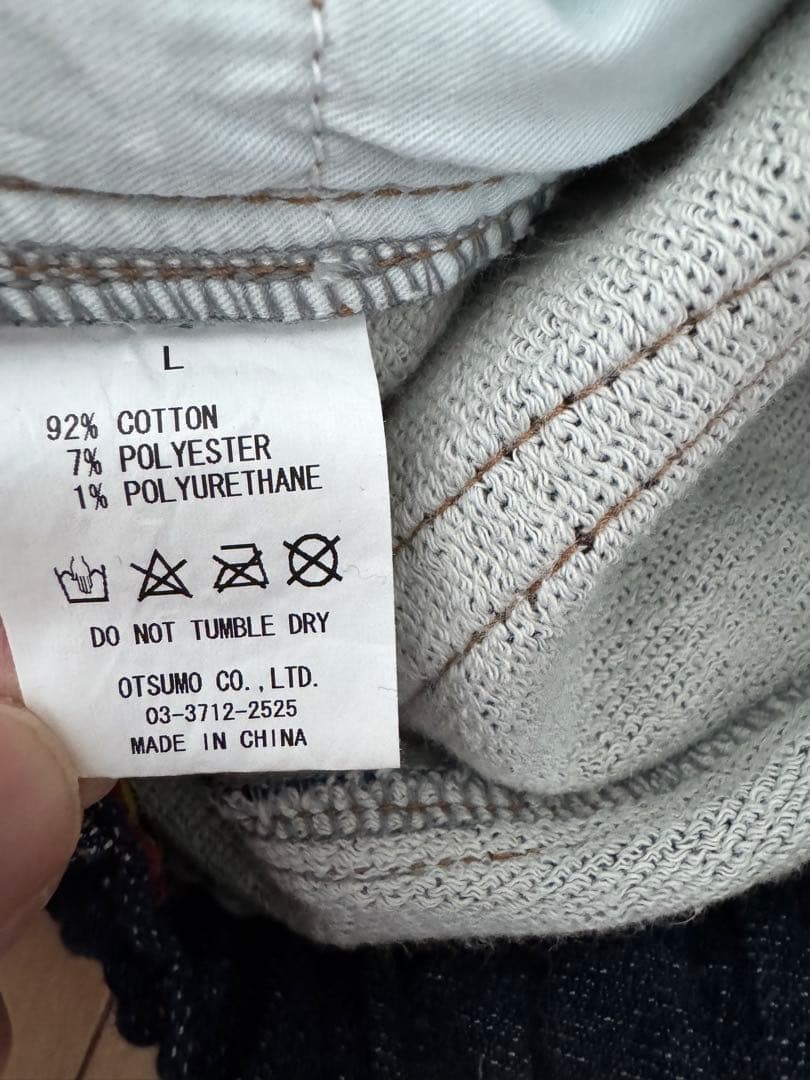 L
92% COTTON
7% POLYESTER
1% POLYURETHANE
DO NOT TUMBLE DRY
OTSUMO CO.,LTD.
03-3712-2525
MADE IN CHINA